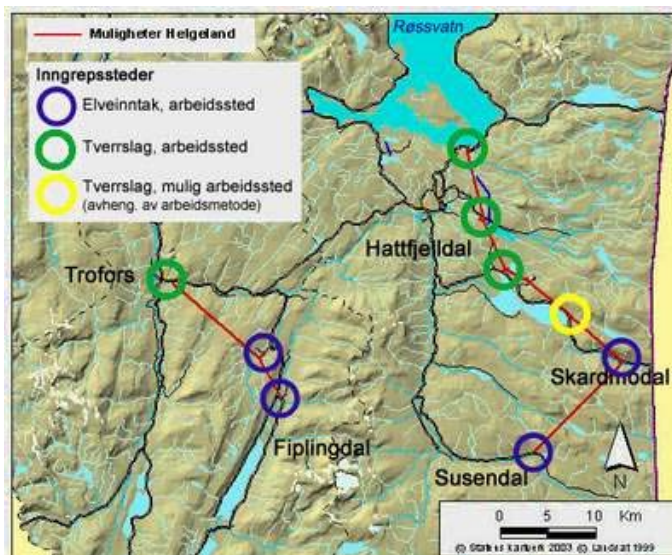 Muligheter Helgeland
Røssvatn
Inngrepssteder
Elveinntak, arbeidssted
Tverrslag, arbeidssted
Tverrslag, mulig arbeidssted
(avheng. av arbeidsmetode)
Hattfjelldal
Trofors
Skardmodal
Fiplingdal
Susendal
N
0 5 10 Km
© Statens kartverk 2003 © Landsat 1999